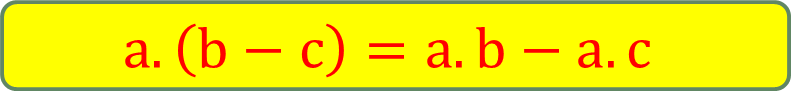 a.(b − c) = a.b − a.c